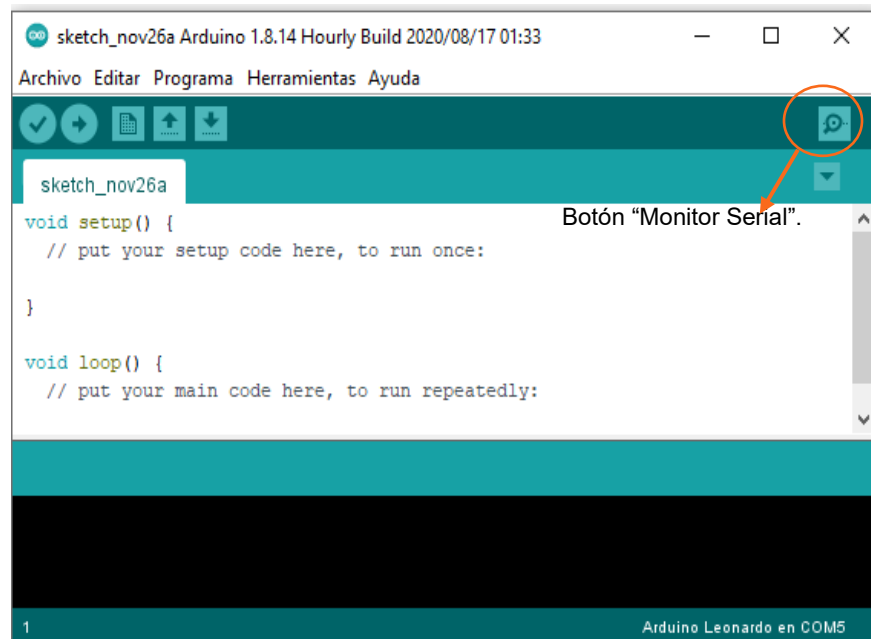 sketch_nov26a Arduino 1.8.14 Hourly Build 2020/08/17 01:33
Archivo Editar Programa Herramientas Ayuda
sketch_nov26a
Botón “Monitor Serial”.
void setup() {
// put your setup code here, to run once:
}
void loop() {
// put your main code here, to run repeatedly:
1
Arduino Leonardo en COM5